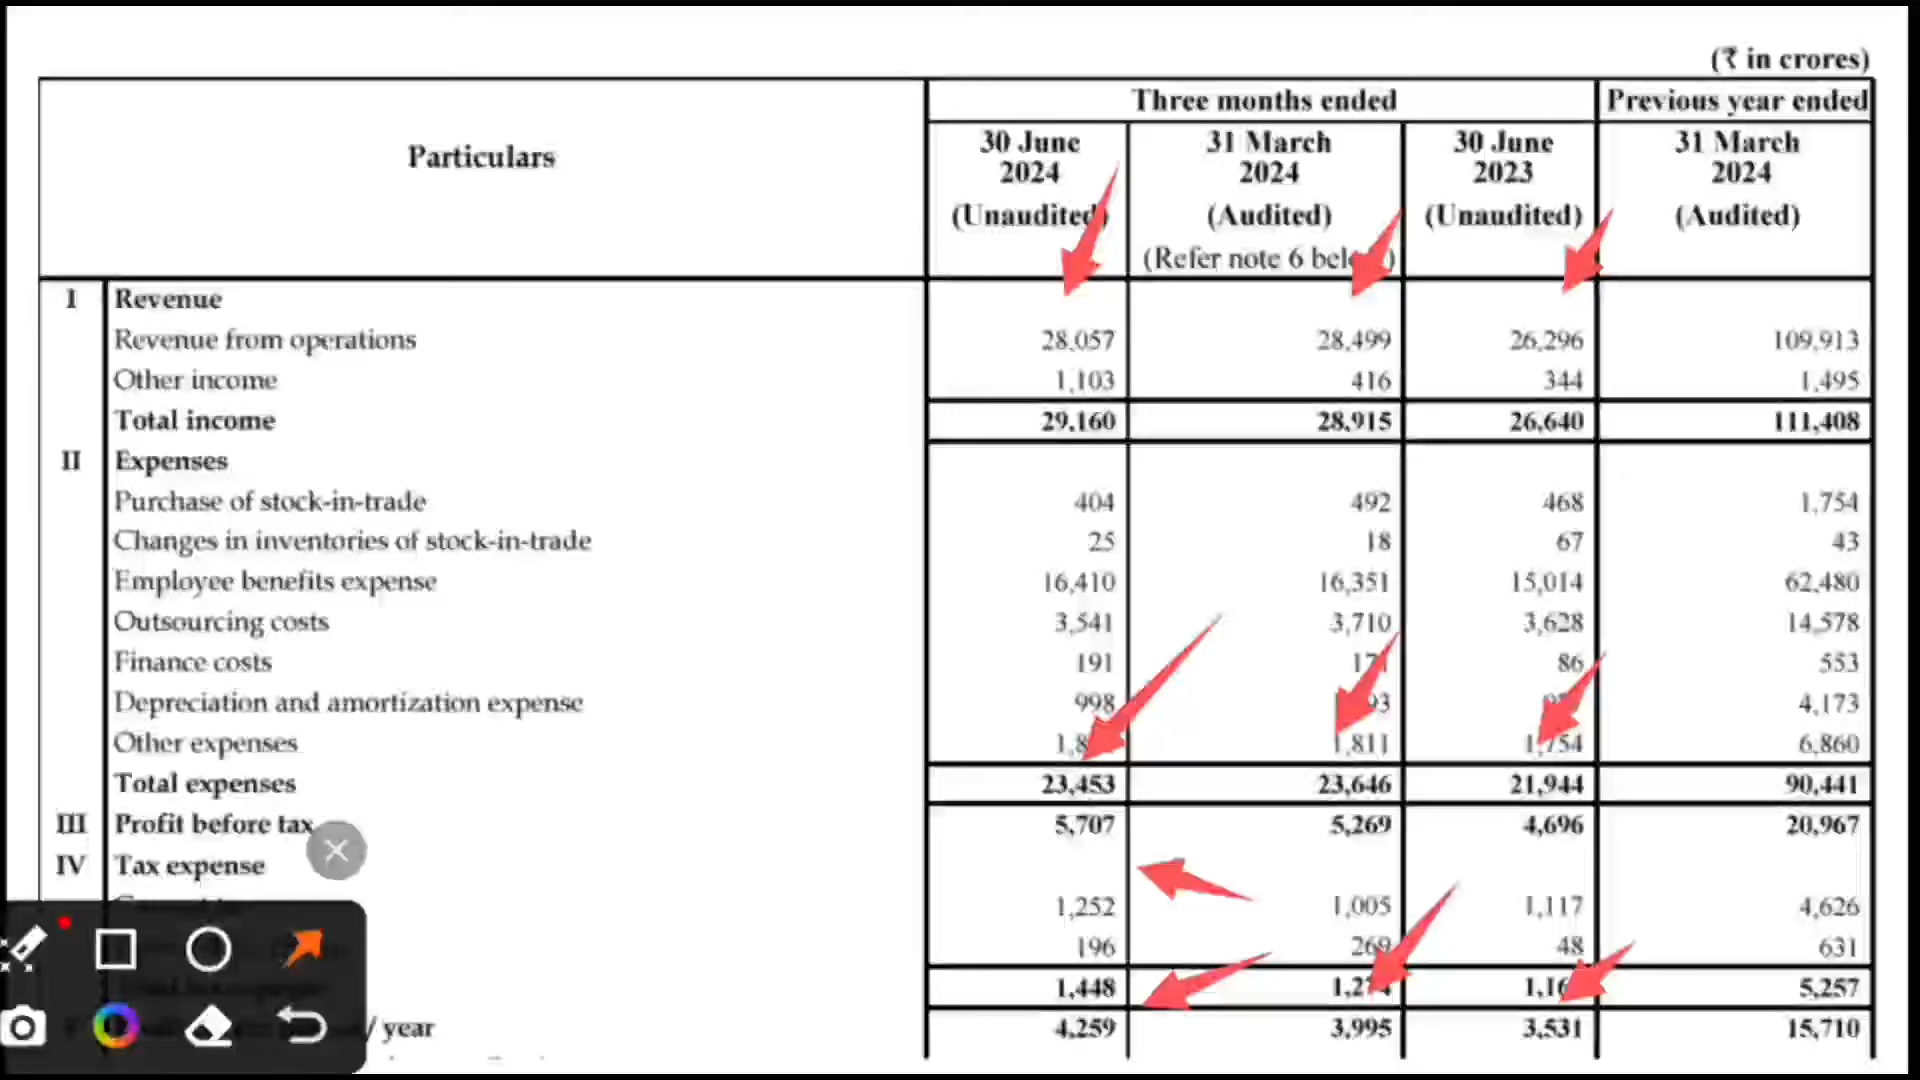 (₹ in crores)
Particulars Three months ended Previous year ended
30 June 2024 31 March 2024 30 June 2023 31 March 2024
(Unaudited) (Audited) (Unaudited) (Audited)
(Refer note 6
I Revenue
Revenue from operations 28,057 28,499 26,296 109,913
Other income 1,103 416 344 1,495
Total income 29,160 28,915 26,640 111,408
II Expenses
Purchase of stock-in-trade 404 492 468 1,754
Changes in inventories of stock-in-trade 25 18 67 43
Employee benefits expense 16,410 16,351 15,014 62,480
Outsourcing costs 3,541 3,710 3,628 14,578
Finance costs 191 86 553
Depreciation and amortization expense 998 4,173
Other expenses 1,811 1,754 6,860
Total expenses 23,453 23,646 21,944 90,441
III Profit before tax 5,707 5,269 4,696 20,967
IV Tax expense
1,252 1,005 1,117 4,626
196 269 48 631
1,448 1,274 5,257
/ year 4,259 3,995 3,531 15,710